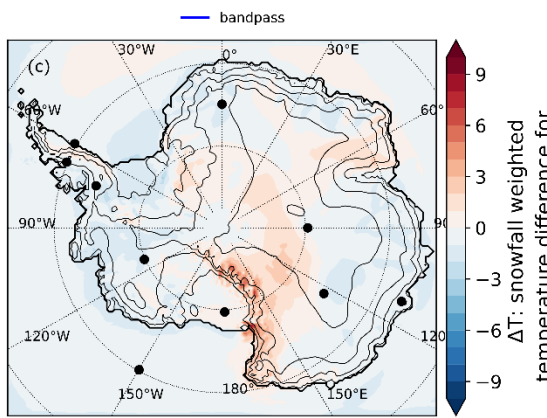 bandpass
(c)
30°W
0°
30°E
60°W
60°
90°W
90
120°W
120
150°W
180°
150°E
9
6
3
0
−3
−6
−9
ΔT: snowfall weighted
temperature difference for